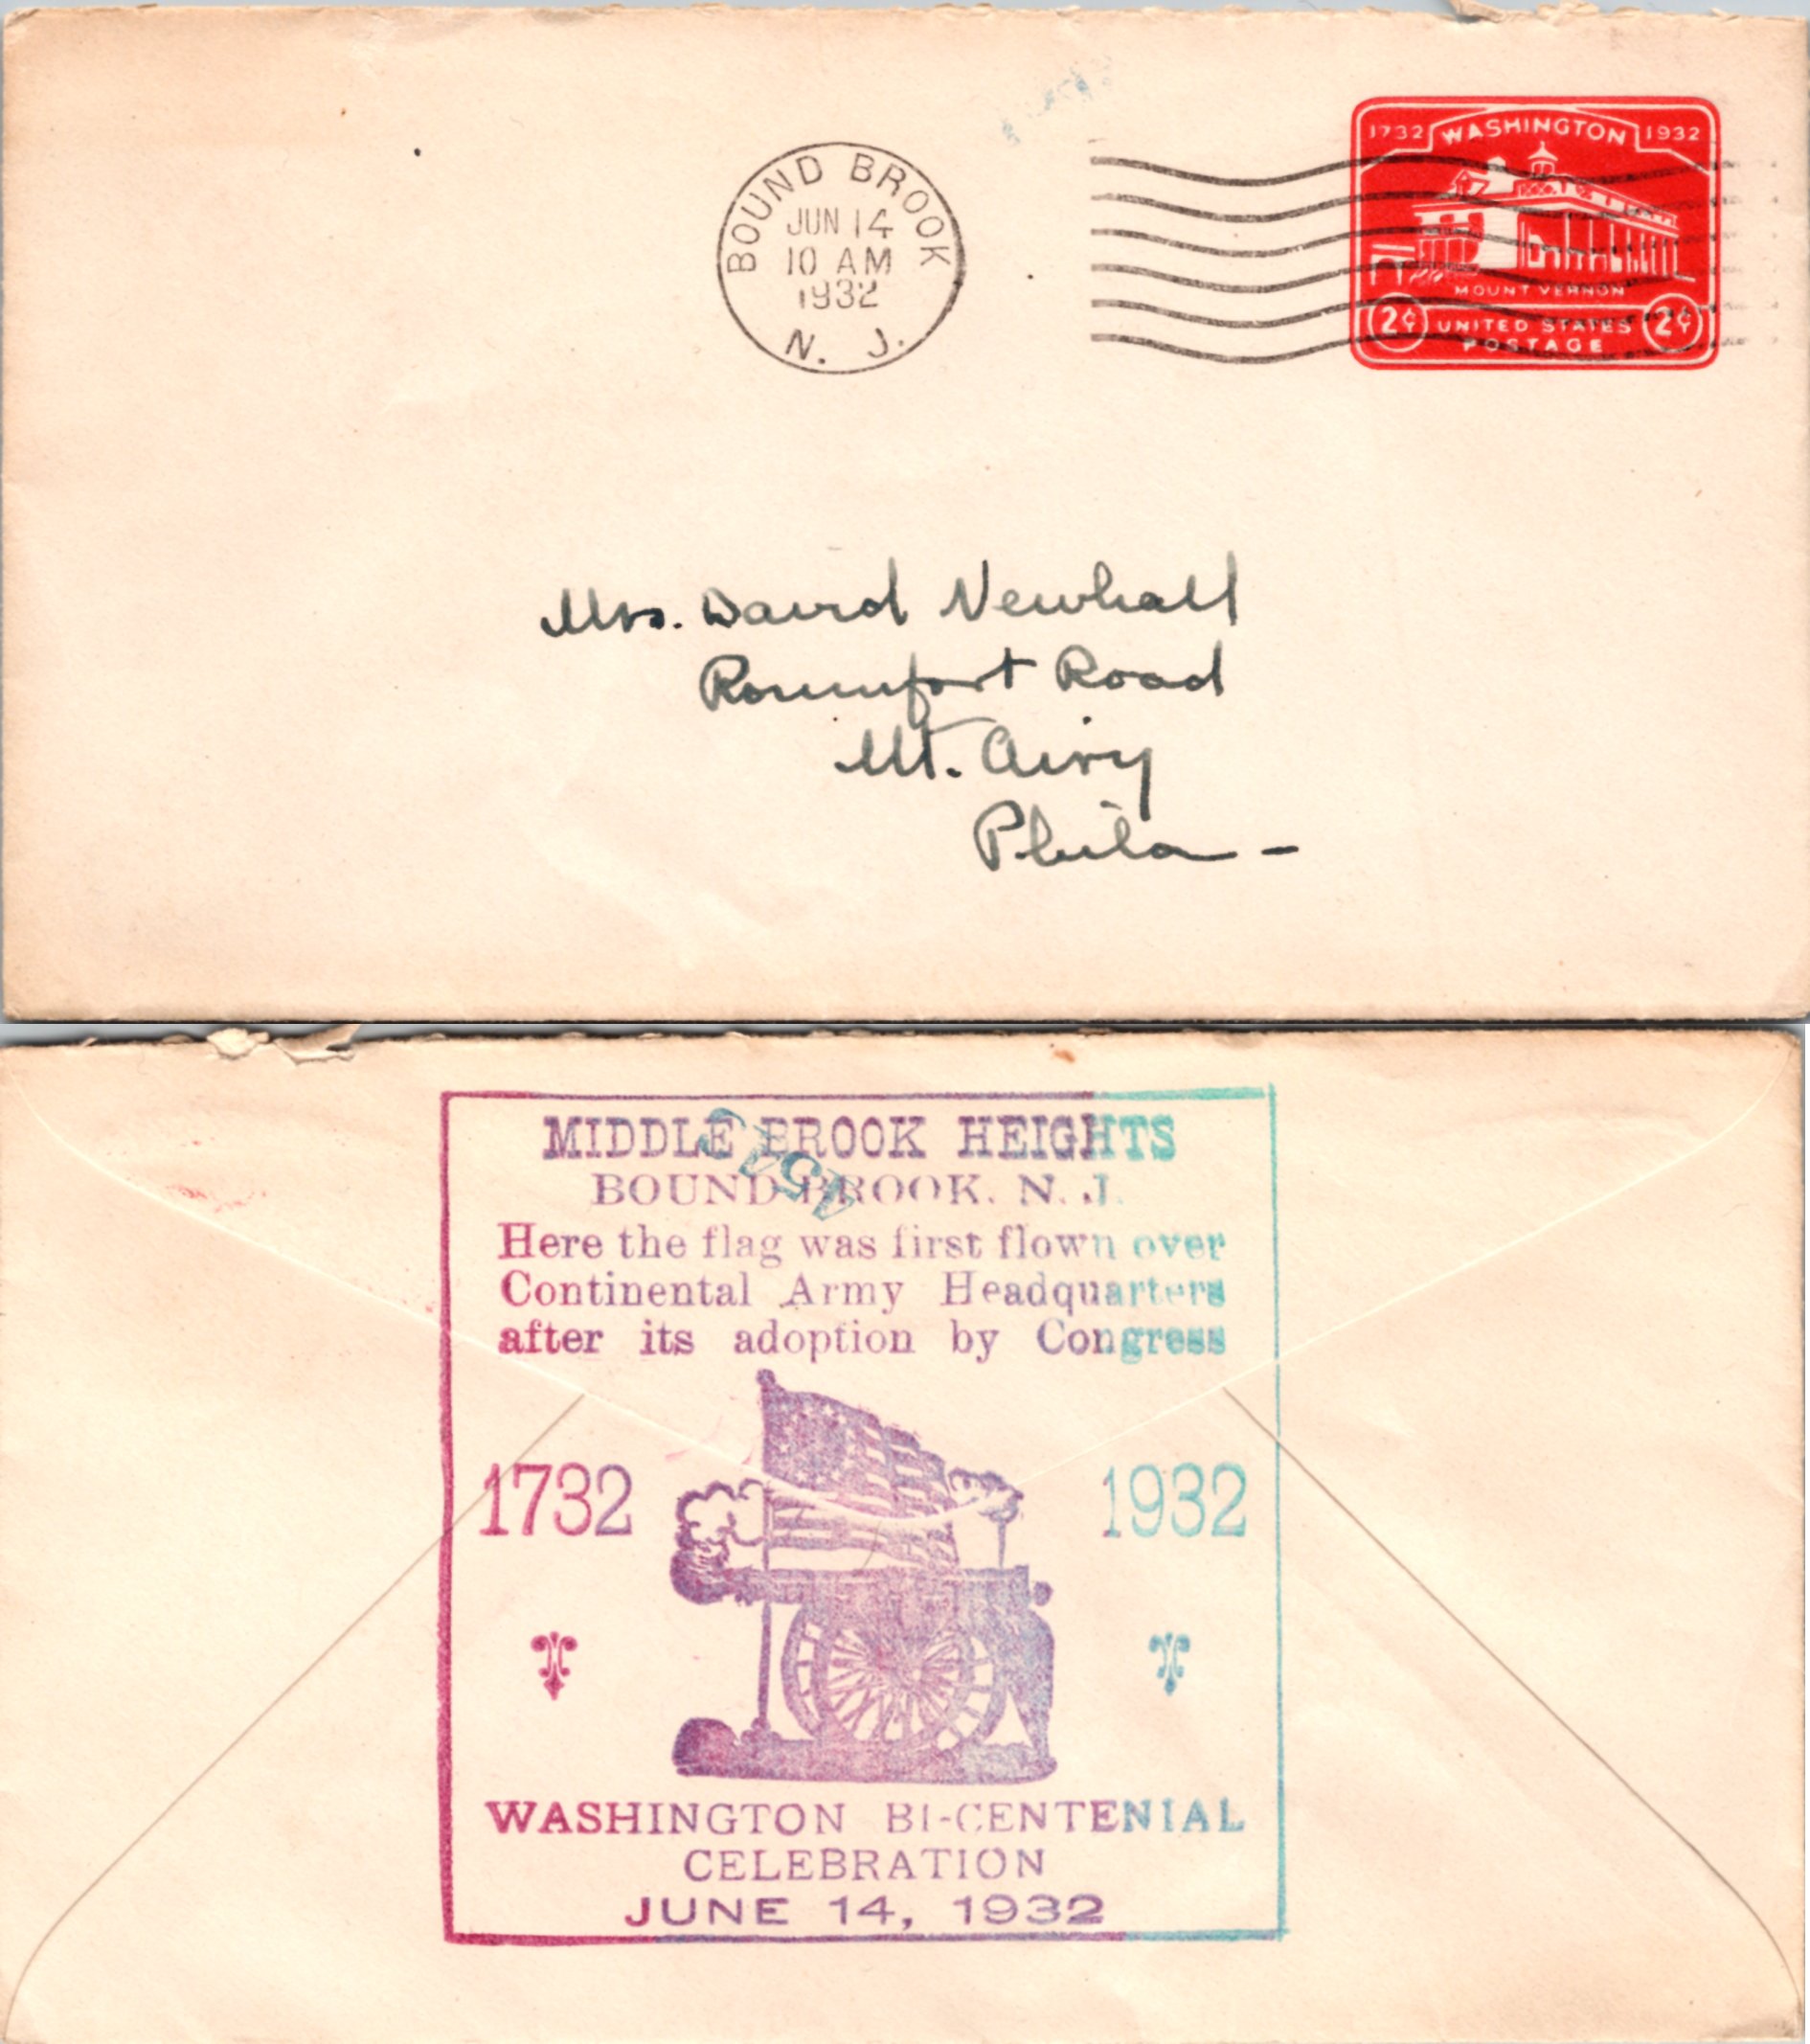 BOUND BROOK
JUN 14
10 AM
1932
N. J.
1732 WASHINGTON 1932
MOUNT VERNON
2¢ UNITED STATES 2¢
POSTAGE
Mrs. David Newhall
Roumfort Road
Mt. Airy
Phila -
MIDDLE BROOK HEIGHTS
BOUND BROOK. N. J.
Here the flag was first flown over
Continental Army Headquarters
after its adoption by Congress
1732 1932
WASHINGTON BI-CENTENIAL
CELEBRATION
JUNE 14, 1932